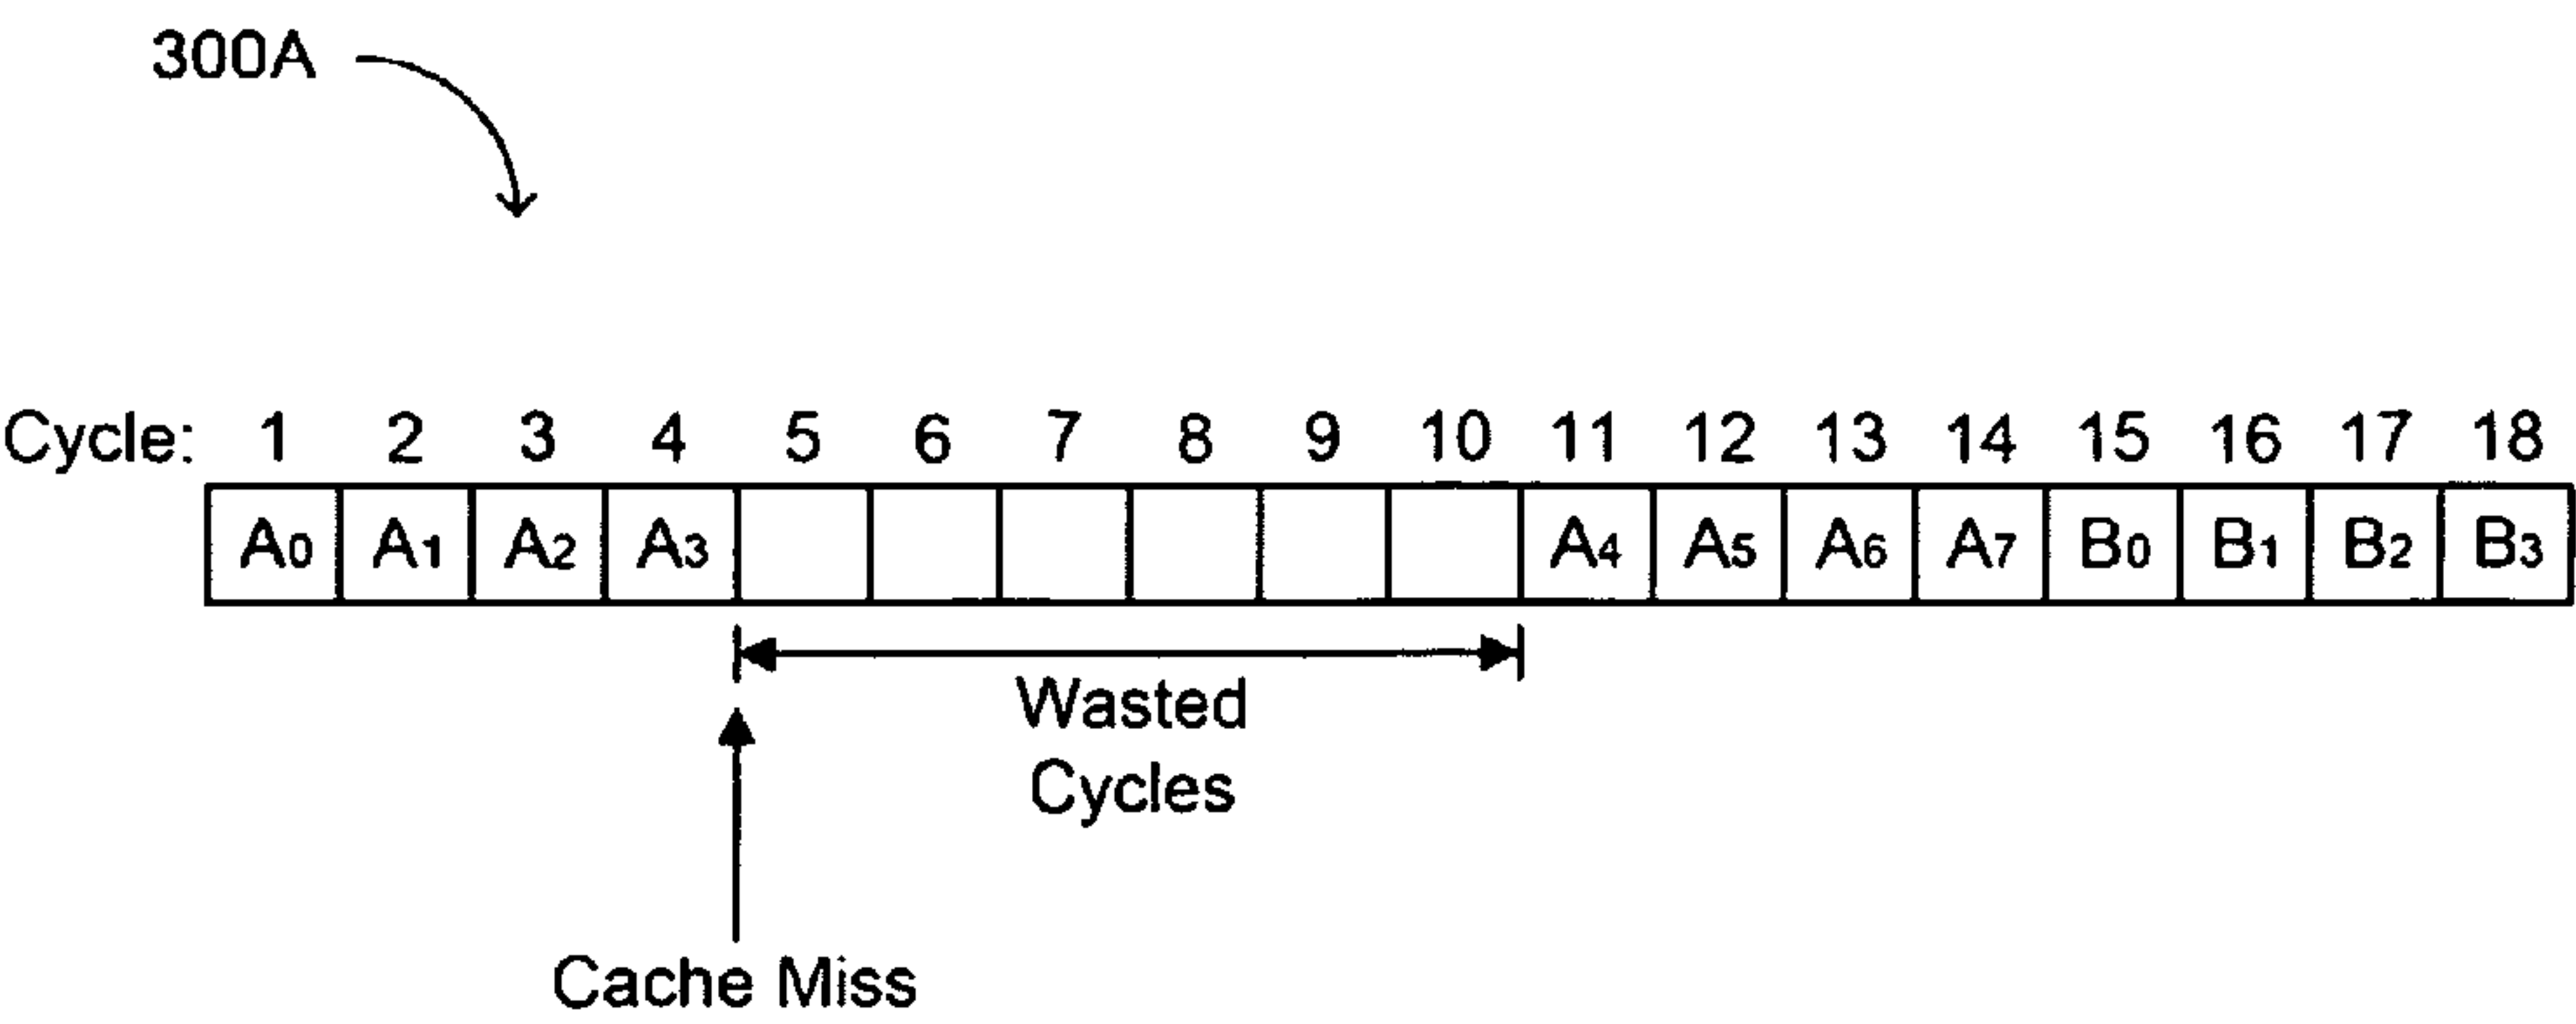 300A
Cycle: 1 2 3 4 5 6 7 8 9 10 11 12 13 14 15 16 17 18
A0 A1 A2 A3 A4 A5 A6 A7 B0 B1 B2 B3
Wasted
Cycles
Cache Miss